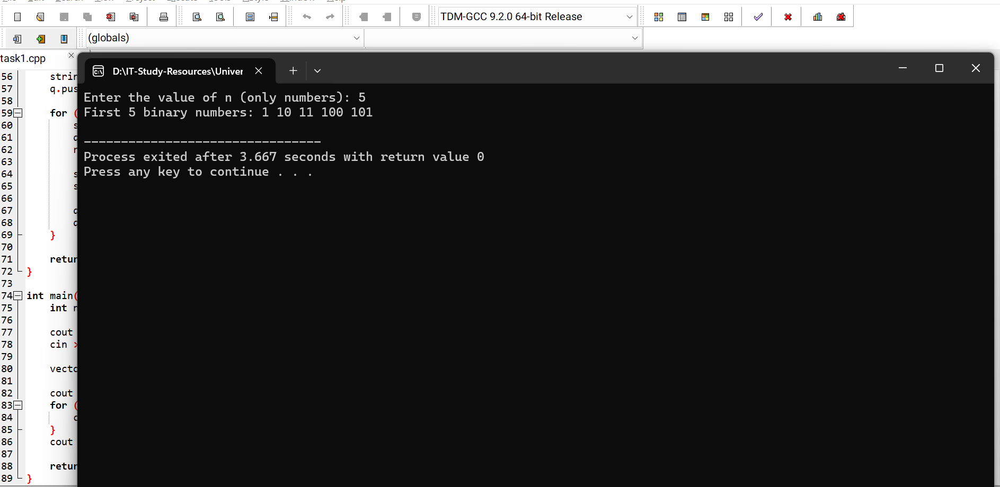 TDM-GCC 9.2.0 64-bit Release
(globals)
task1.cpp
D:\IT-Study-Resources\Univer
Enter the value of n (only numbers): 5
First 5 binary numbers: 1 10 11 100 101
--------------------------------
Process exited after 3.667 seconds with return value 0
Press any key to continue . . .
56 strin
57 q.pus
58
59 for (
60 s
61
62
63
64 s
65 s
66
67
68
69 }
70
71 retur
72 }
73
74 int main(
75 int
76
77 cout
78 cin >
79
80 vecto
81
82 cout
83 for (
84
85 }
86 cout
87
88 retur
89 }